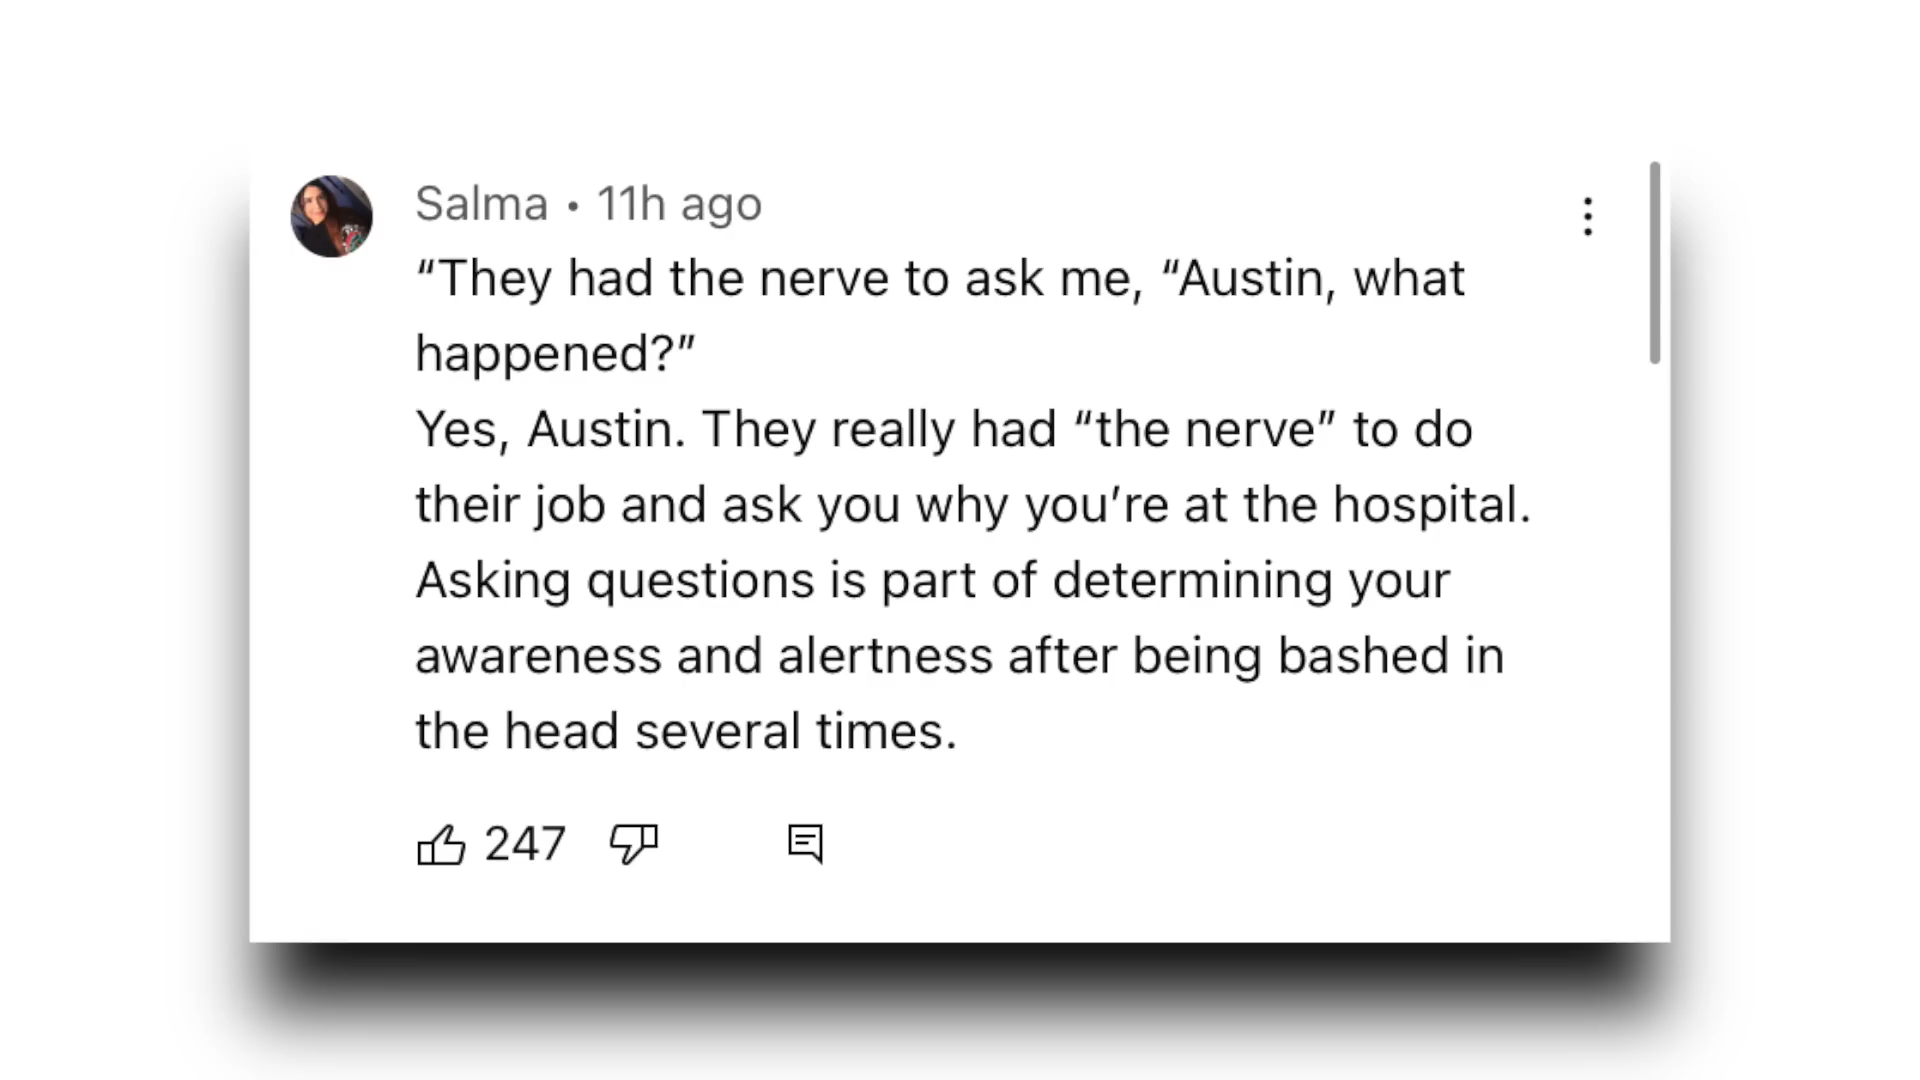 Salma • 11h ago
“They had the nerve to ask me, “Austin, what
happened?”
Yes, Austin. They really had “the nerve” to do
their job and ask you why you’re at the hospital.
Asking questions is part of determining your
awareness and alertness after being bashed in
the head several times.
247